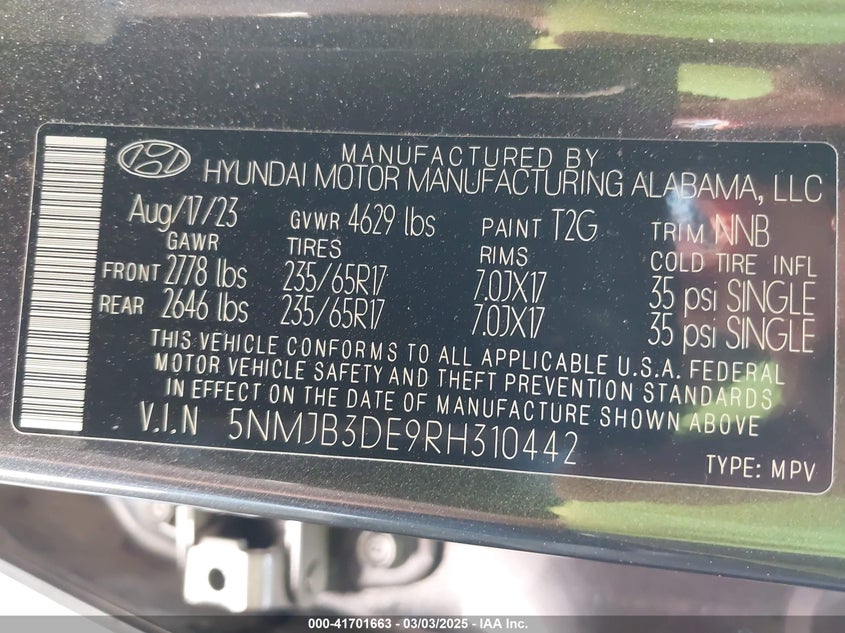 MANUFACTURED BY
HYUNDAI MOTOR MANUFACTURING ALABAMA, LLC
Aug/17/23 GVWR 4629 lbs PAINT T2G TRIM NNB
GAWR TIRES RIMS COLD TIRE INFL
FRONT 2778 lbs 235/65R17 7.0JX17 35 psi SINGLE
REAR 2646 lbs 235/65R17 7.0JX17 35 psi SINGLE
THIS VEHICLE CONFORMS TO ALL APPLICABLE U.S.A. FEDERAL
MOTOR VEHICLE SAFETY AND THEFT PREVENTION STANDARDS
IN EFFECT ON THE DATE OF MANUFACTURE SHOWN ABOVE
V.I.N 5NMJB3DE9RH310442
TYPE: MPV
000-41701663 - 03/03/2025 - IAA Inc.